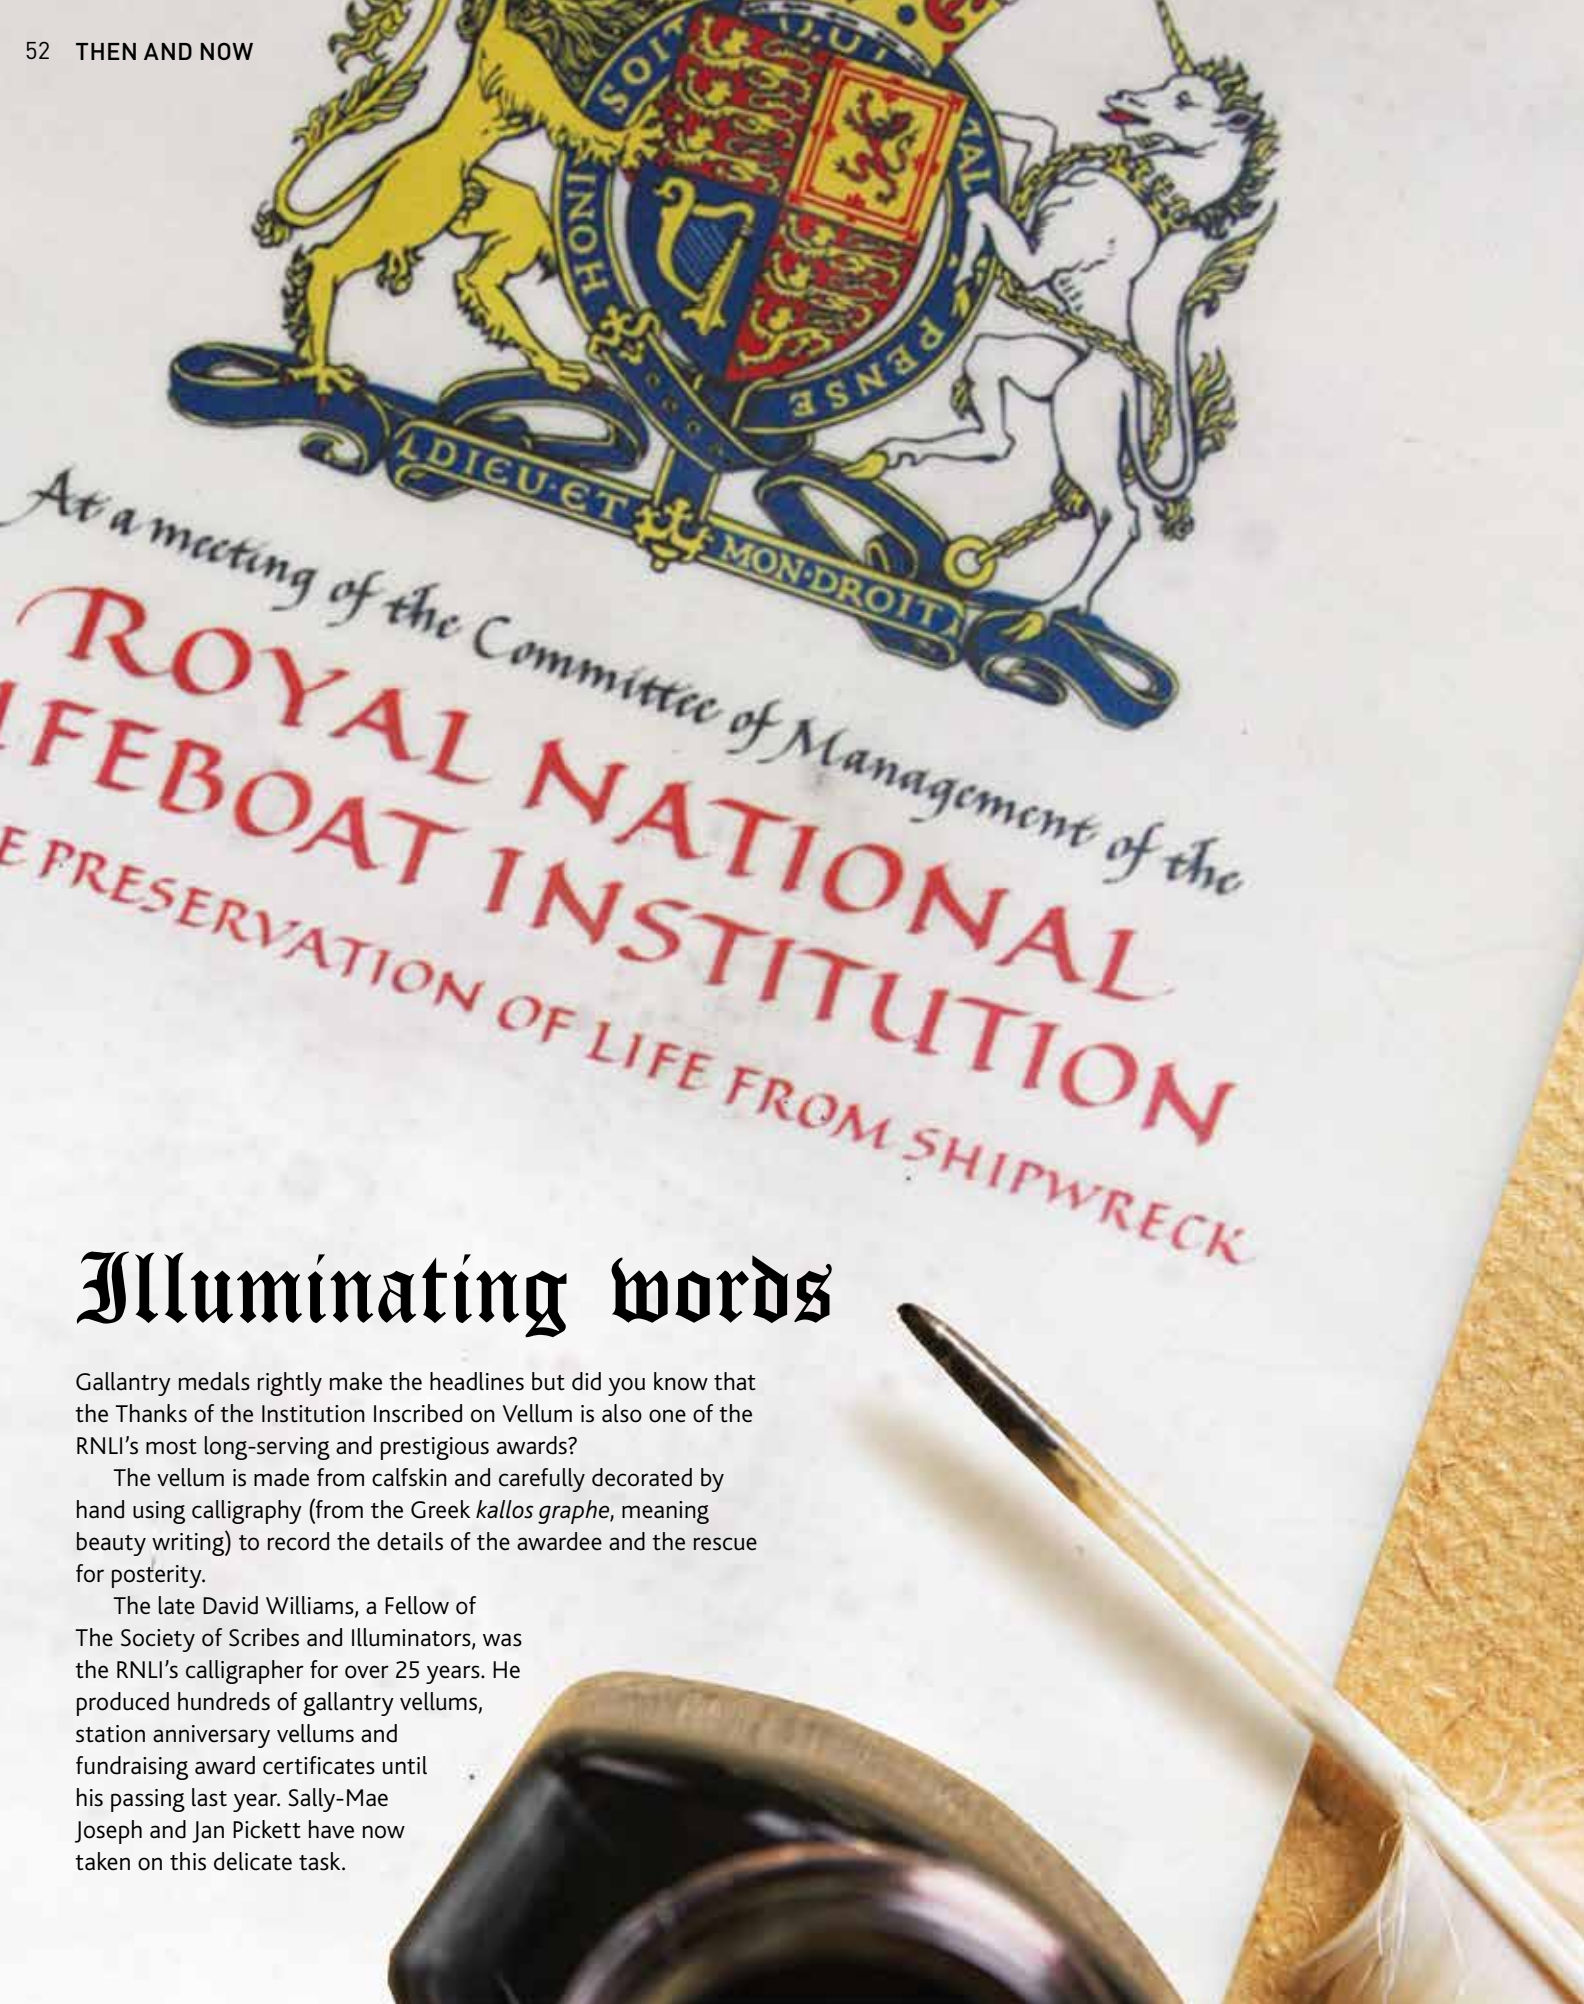 52 THEN AND NOW
SOIT
QUI
MAL
HONI
PENSE
DIEU·ET
MON·DROIT
At a meeting of the Committee of Management of the
ROYAL NATIONAL
IFEBOAT INSTITUTION
E PRESERVATION OF LIFE FROM SHIPWRECK
Illuminating words
Gallantry medals rightly make the headlines but did you know that
the Thanks of the Institution Inscribed on Vellum is also one of the
RNLI's most long-serving and prestigious awards?
The vellum is made from calfskin and carefully decorated by
hand using calligraphy (from the Greek kallos graphe, meaning
beauty writing) to record the details of the awardee and the rescue
for posterity.
The late David Williams, a Fellow of
The Society of Scribes and Illuminators, was
the RNLI's calligrapher for over 25 years. He
produced hundreds of gallantry vellums,
station anniversary vellums and
fundraising award certificates until
his passing last year. Sally-Mae
Joseph and Jan Pickett have now
taken on this delicate task.